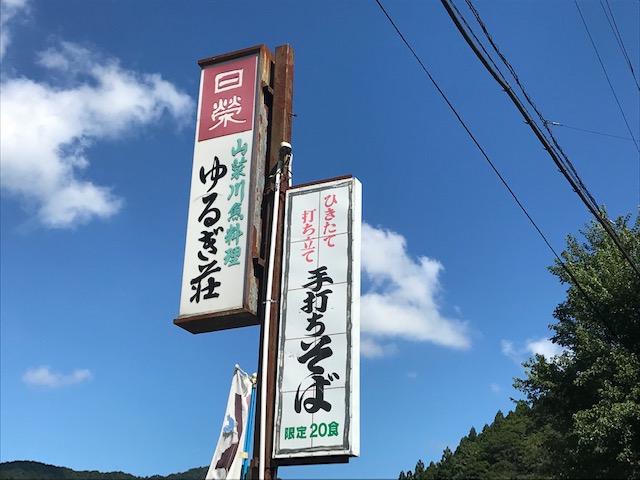 日榮
山菜川魚料理
ゆるぎ荘
ひきたて
打ち立て
手打ちそば
限定20食